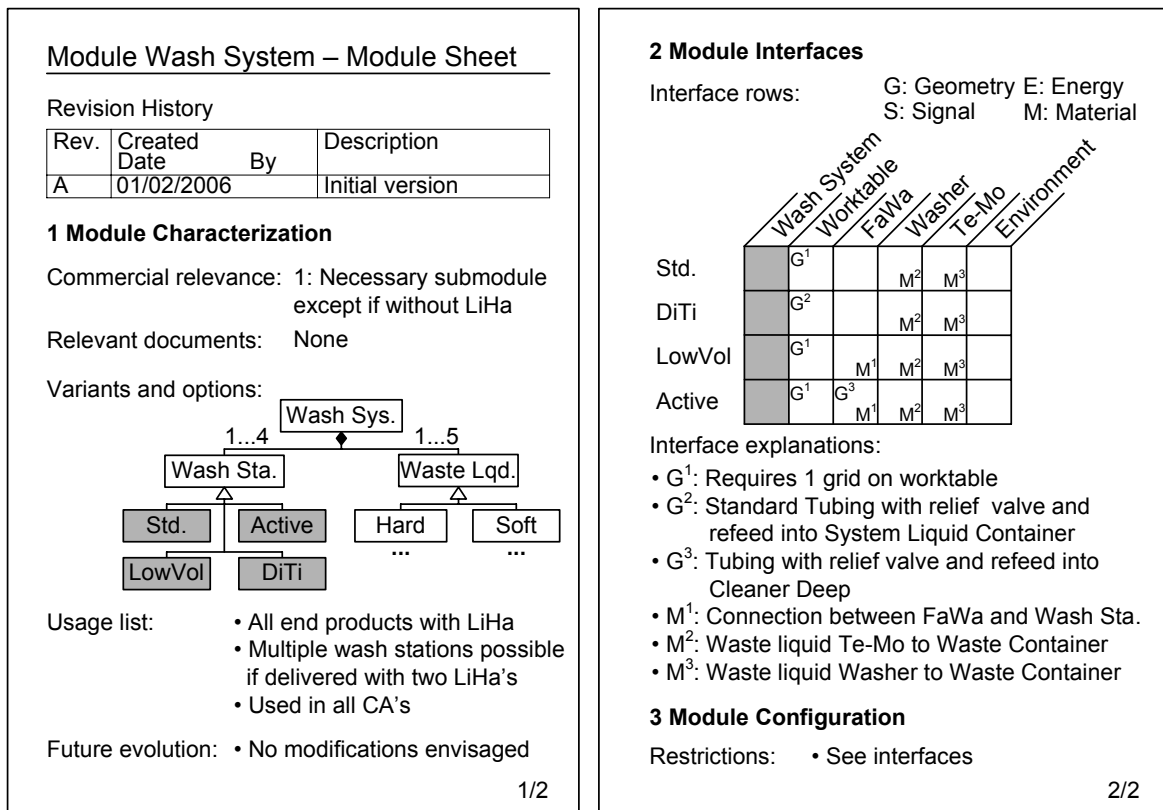 Module Wash System – Module Sheet
Revision History
Rev. Created Description
Date By
A 01/02/2006 Initial version
1 Module Characterization
Commercial relevance: 1: Necessary submodule
except if without LiHa
Relevant documents: None
Variants and options:
Wash Sys.
1...4 1...5
Wash Sta. Waste Lqd.
Std. Active Hard Soft
... ...
LowVol DiTi
Usage list: • All end products with LiHa
• Multiple wash stations possible
if delivered with two LiHa's
• Used in all CA's
Future evolution: • No modifications envisaged
1/2
2 Module Interfaces
Interface rows: G: Geometry E: Energy
S: Signal M: Material
Wash System
Worktable
FaWa
Washer
Te-Mo
Environment
Std. G¹ M² M³
DiTi G² M² M³
LowVol G¹ M¹ M² M³
Active G¹ G³ M¹ M² M³
Interface explanations:
• G¹: Requires 1 grid on worktable
• G²: Standard Tubing with relief valve and
refeed into System Liquid Container
• G³: Tubing with relief valve and refeed into
Cleaner Deep
• M¹: Connection between FaWa and Wash Sta.
• M²: Waste liquid Te-Mo to Waste Container
• M³: Waste liquid Washer to Waste Container
3 Module Configuration
Restrictions: • See interfaces
2/2